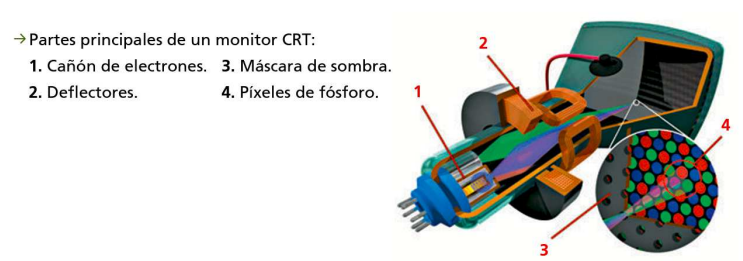 → Partes principales de un monitor CRT:
1. Cañón de electrones. 3. Máscara de sombra.
2. Deflectores. 4. Píxeles de fósforo.
2
1
4
3